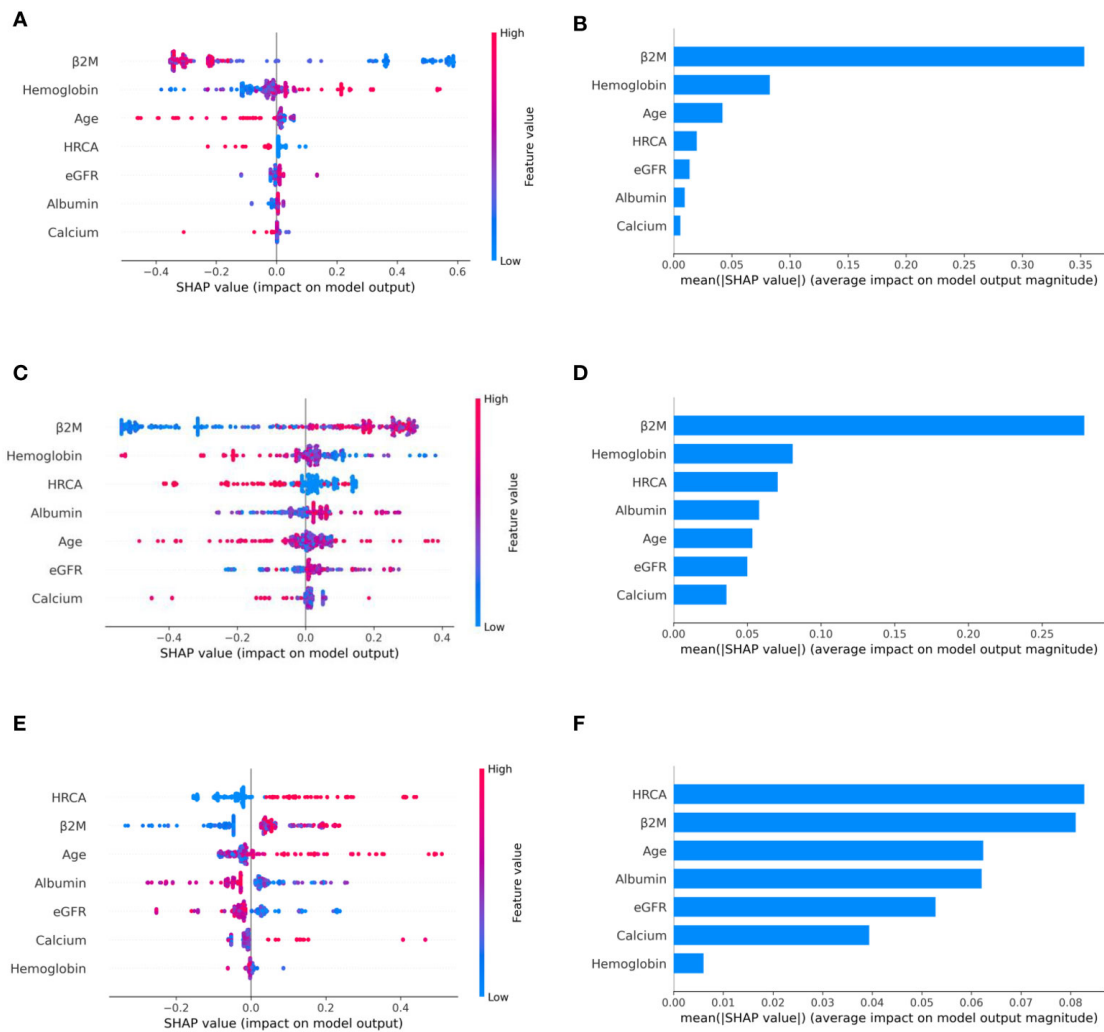 A
β2M
Hemoglobin
Age
HRCA
eGFR
Albumin
Calcium
−0.4 −0.2 0.0 0.2 0.4 0.6
SHAP value (impact on model output)
High
Feature value
Low
B
β2M
Hemoglobin
Age
HRCA
eGFR
Albumin
Calcium
0.00 0.05 0.10 0.15 0.20 0.25 0.30 0.35
mean(|SHAP value|) (average impact on model output magnitude)
C
β2M
Hemoglobin
HRCA
Albumin
Age
eGFR
Calcium
−0.4 −0.2 0.0 0.2 0.4
SHAP value (impact on model output)
High
Feature value
Low
D
β2M
Hemoglobin
HRCA
Albumin
Age
eGFR
Calcium
0.00 0.05 0.10 0.15 0.20 0.25
mean(|SHAP value|) (average impact on model output magnitude)
E
HRCA
β2M
Age
Albumin
eGFR
Calcium
Hemoglobin
−0.2 0.0 0.2 0.4
SHAP value (impact on model output)
High
Feature value
Low
F
HRCA
β2M
Age
Albumin
eGFR
Calcium
Hemoglobin
0.00 0.01 0.02 0.03 0.04 0.05 0.06 0.07 0.08
mean(|SHAP value|) (average impact on model output magnitude)